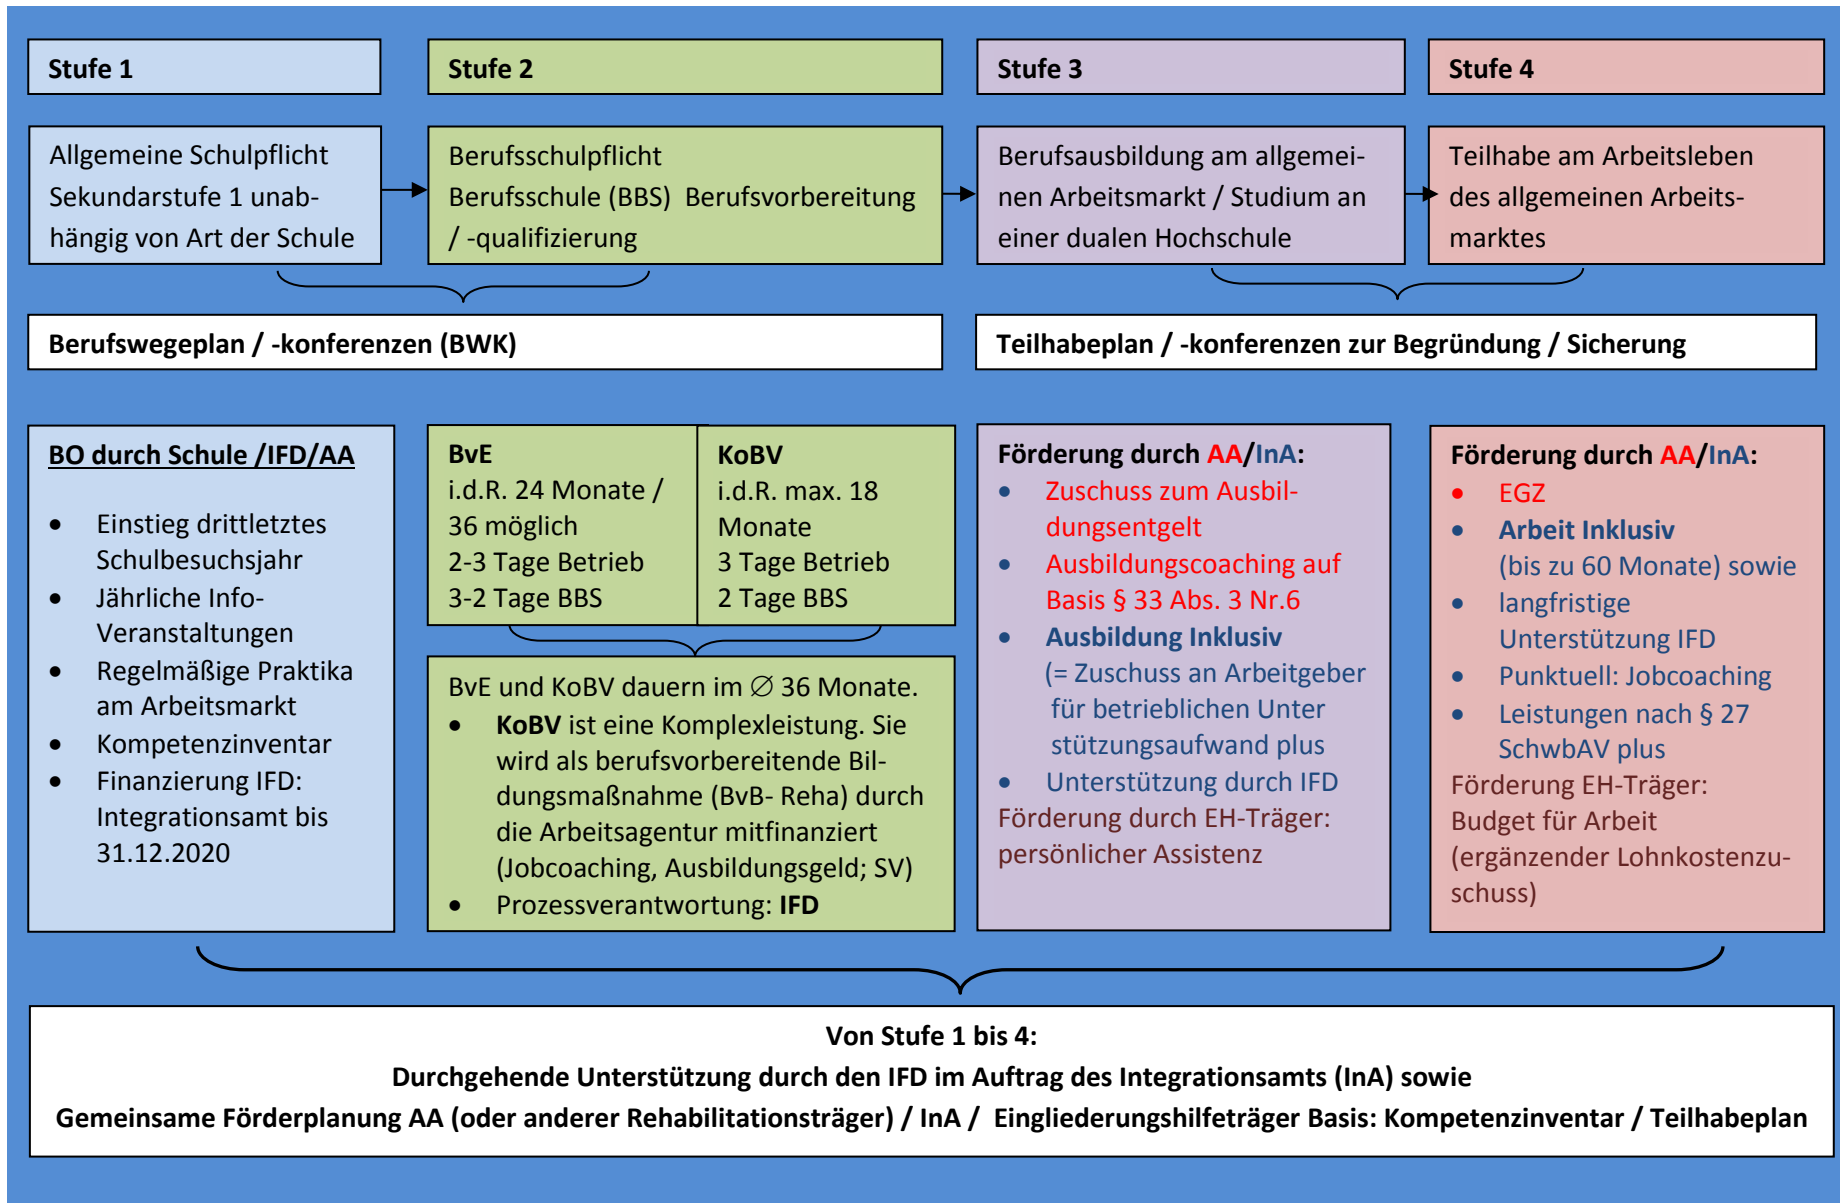 Stufe 1
Stufe 2
Stufe 3
Stufe 4
Allgemeine Schulpflicht
Sekundarstufe 1 unab-
hängig von Art der Schule
Berufsschulpflicht
Berufsschule (BBS)  Berufsvorbereitung
/ -qualifizierung
Berufsausbildung am allgemei-
nen Arbeitsmarkt / Studium an
einer dualen Hochschule
Teilhabe am Arbeitsleben
des allgemeinen Arbeits-
marktes
Berufswegeplan / -konferenzen (BWK)
Teilhabeplan / -konferenzen zur Begründung / Sicherung
BO durch Schule /IFD/AA
• Einstieg drittletztes
Schulbesuchsjahr
• Jährliche Info-
Veranstaltungen
• Regelmäßige Praktika
am Arbeitsmarkt
• Kompetenzinventar
• Finanzierung IFD:
Integrationsamt bis
31.12.2020
BvE
i.d.R. 24 Monate /
36 möglich
2-3 Tage Betrieb
3-2 Tage BBS
KoBV
i.d.R. max. 18
Monate
3 Tage Betrieb
2 Tage BBS
BvE und KoBV dauern im ∅ 36 Monate.
• KoBV ist eine Komplexleistung. Sie
wird als berufsvorbereitende Bil-
dungsmaßnahme (BvB- Reha) durch
die Arbeitsagentur mitfinanziert
(Jobcoaching, Ausbildungsgeld; SV)
• Prozessverantwortung: IFD
Förderung durch AA/InA:
• Zuschuss zum Ausbil-
dungsentgelt
• Ausbildungscoaching auf
Basis § 33 Abs. 3 Nr.6
• Ausbildung Inklusiv
(= Zuschuss an Arbeitgeber
für betrieblichen Unter
stützungsaufwand plus
• Unterstützung durch IFD
Förderung durch EH-Träger:
persönlicher Assistenz
Förderung durch AA/InA:
• EGZ
• Arbeit Inklusiv
(bis zu 60 Monate) sowie
• langfristige
Unterstützung IFD
• Punktuell: Jobcoaching
• Leistungen nach § 27
SchwbAV plus
Förderung EH-Träger:
Budget für Arbeit
(ergänzender Lohnkostenzu-
schuss)
Von Stufe 1 bis 4:
Durchgehende Unterstützung durch den IFD im Auftrag des Integrationsamts (InA) sowie
Gemeinsame Förderplanung AA (oder anderer Rehabilitationsträger) / InA /  Eingliederungshilfeträger Basis: Kompetenzinventar / Teilhabeplan